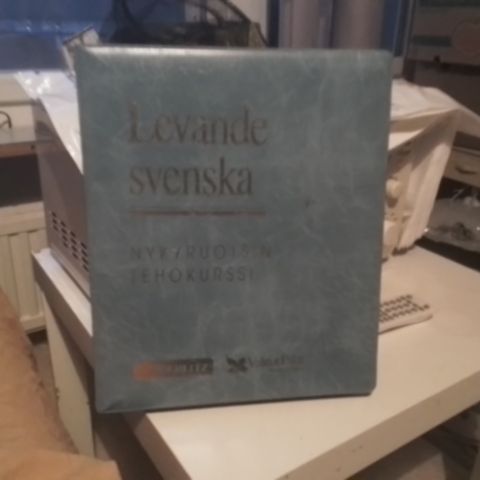 Levande
svenska
NYKYRUOTSIN
TEHOKURSSI